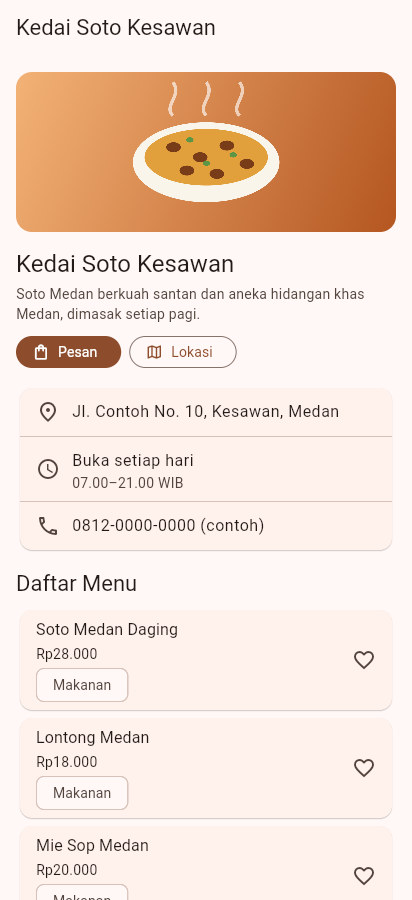 Kedai Soto Kesawan
Kedai Soto Kesawan
Soto Medan berkuah santan dan aneka hidangan khas
Medan, dimasak setiap pagi.
Pesan
Lokasi
Jl. Contoh No. 10, Kesawan, Medan
Buka setiap hari
07.00–21.00 WIB
0812-0000-0000 (contoh)
Daftar Menu
Soto Medan Daging
Rp28.000
Makanan
Lontong Medan
Rp18.000
Makanan
Mie Sop Medan
Rp20.000
Makanan